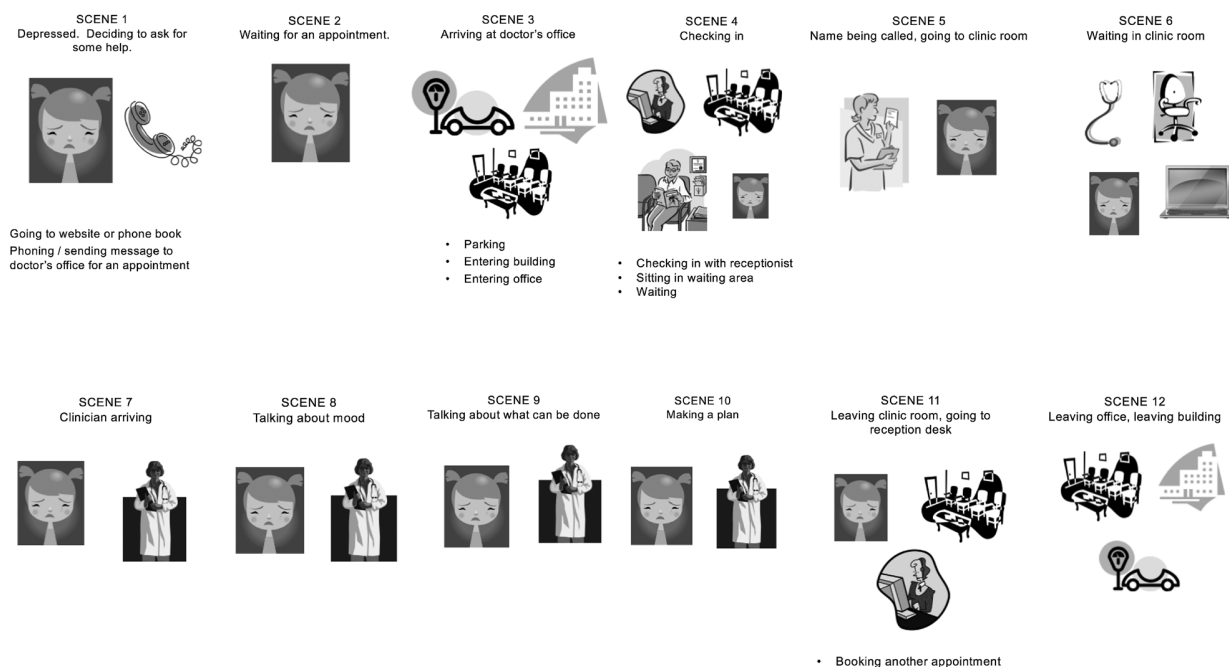 SCENE 1
Depressed.  Deciding to ask for
some help.
Going to website or phone book
Phoning / sending message to
doctor's office for an appointment
SCENE 2
Waiting for an appointment.
SCENE 3
Arriving at doctor's office
• Parking
• Entering building
• Entering office
SCENE 4
Checking in
• Checking in with receptionist
• Sitting in waiting area
• Waiting
SCENE 5
Name being called, going to clinic room
SCENE 6
Waiting in clinic room
SCENE 7
Clinician arriving
SCENE 8
Talking about mood
SCENE 9
Talking about what can be done
SCENE 10
Making a plan
SCENE 11
Leaving clinic room, going to
reception desk
• Booking another appointment
SCENE 12
Leaving office, leaving building